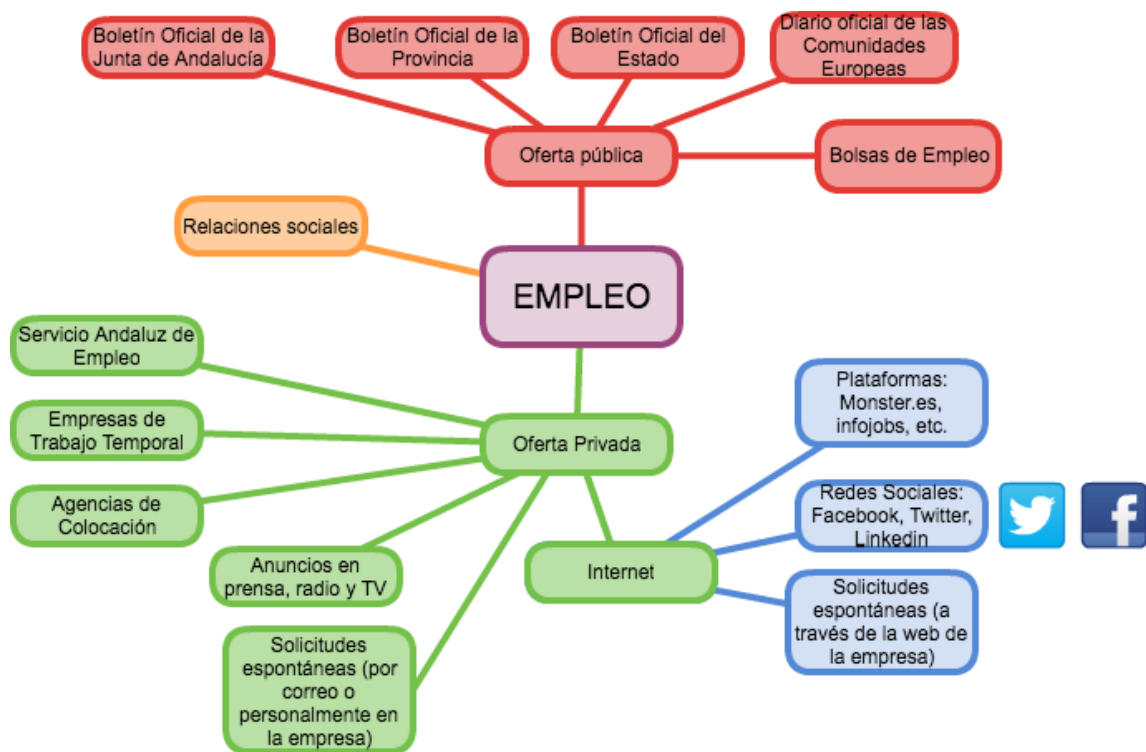 Boletín Oficial de la
Junta de Andalucía
Boletín Oficial de la
Provincia
Boletín Oficial del
Estado
Diario oficial de las
Comunidades
Europeas
Oferta pública
Bolsas de Empleo
Relaciones sociales
EMPLEO
Servicio Andaluz de
Empleo
Empresas de
Trabajo Temporal
Agencias de
Colocación
Oferta Privada
Anuncios en
prensa, radio y TV
Solicitudes
espontáneas (por
correo o
personalmente en
la empresa)
Internet
Plataformas:
Monster.es,
infojobs, etc.
Redes Sociales:
Facebook, Twitter,
Linkedin
f
Solicitudes
espontáneas (a
través de la web de
la empresa)